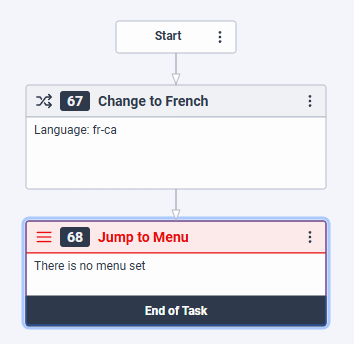 Start
67 Change to French
Language: fr-ca
68 Jump to Menu
There is no menu set
End of Task